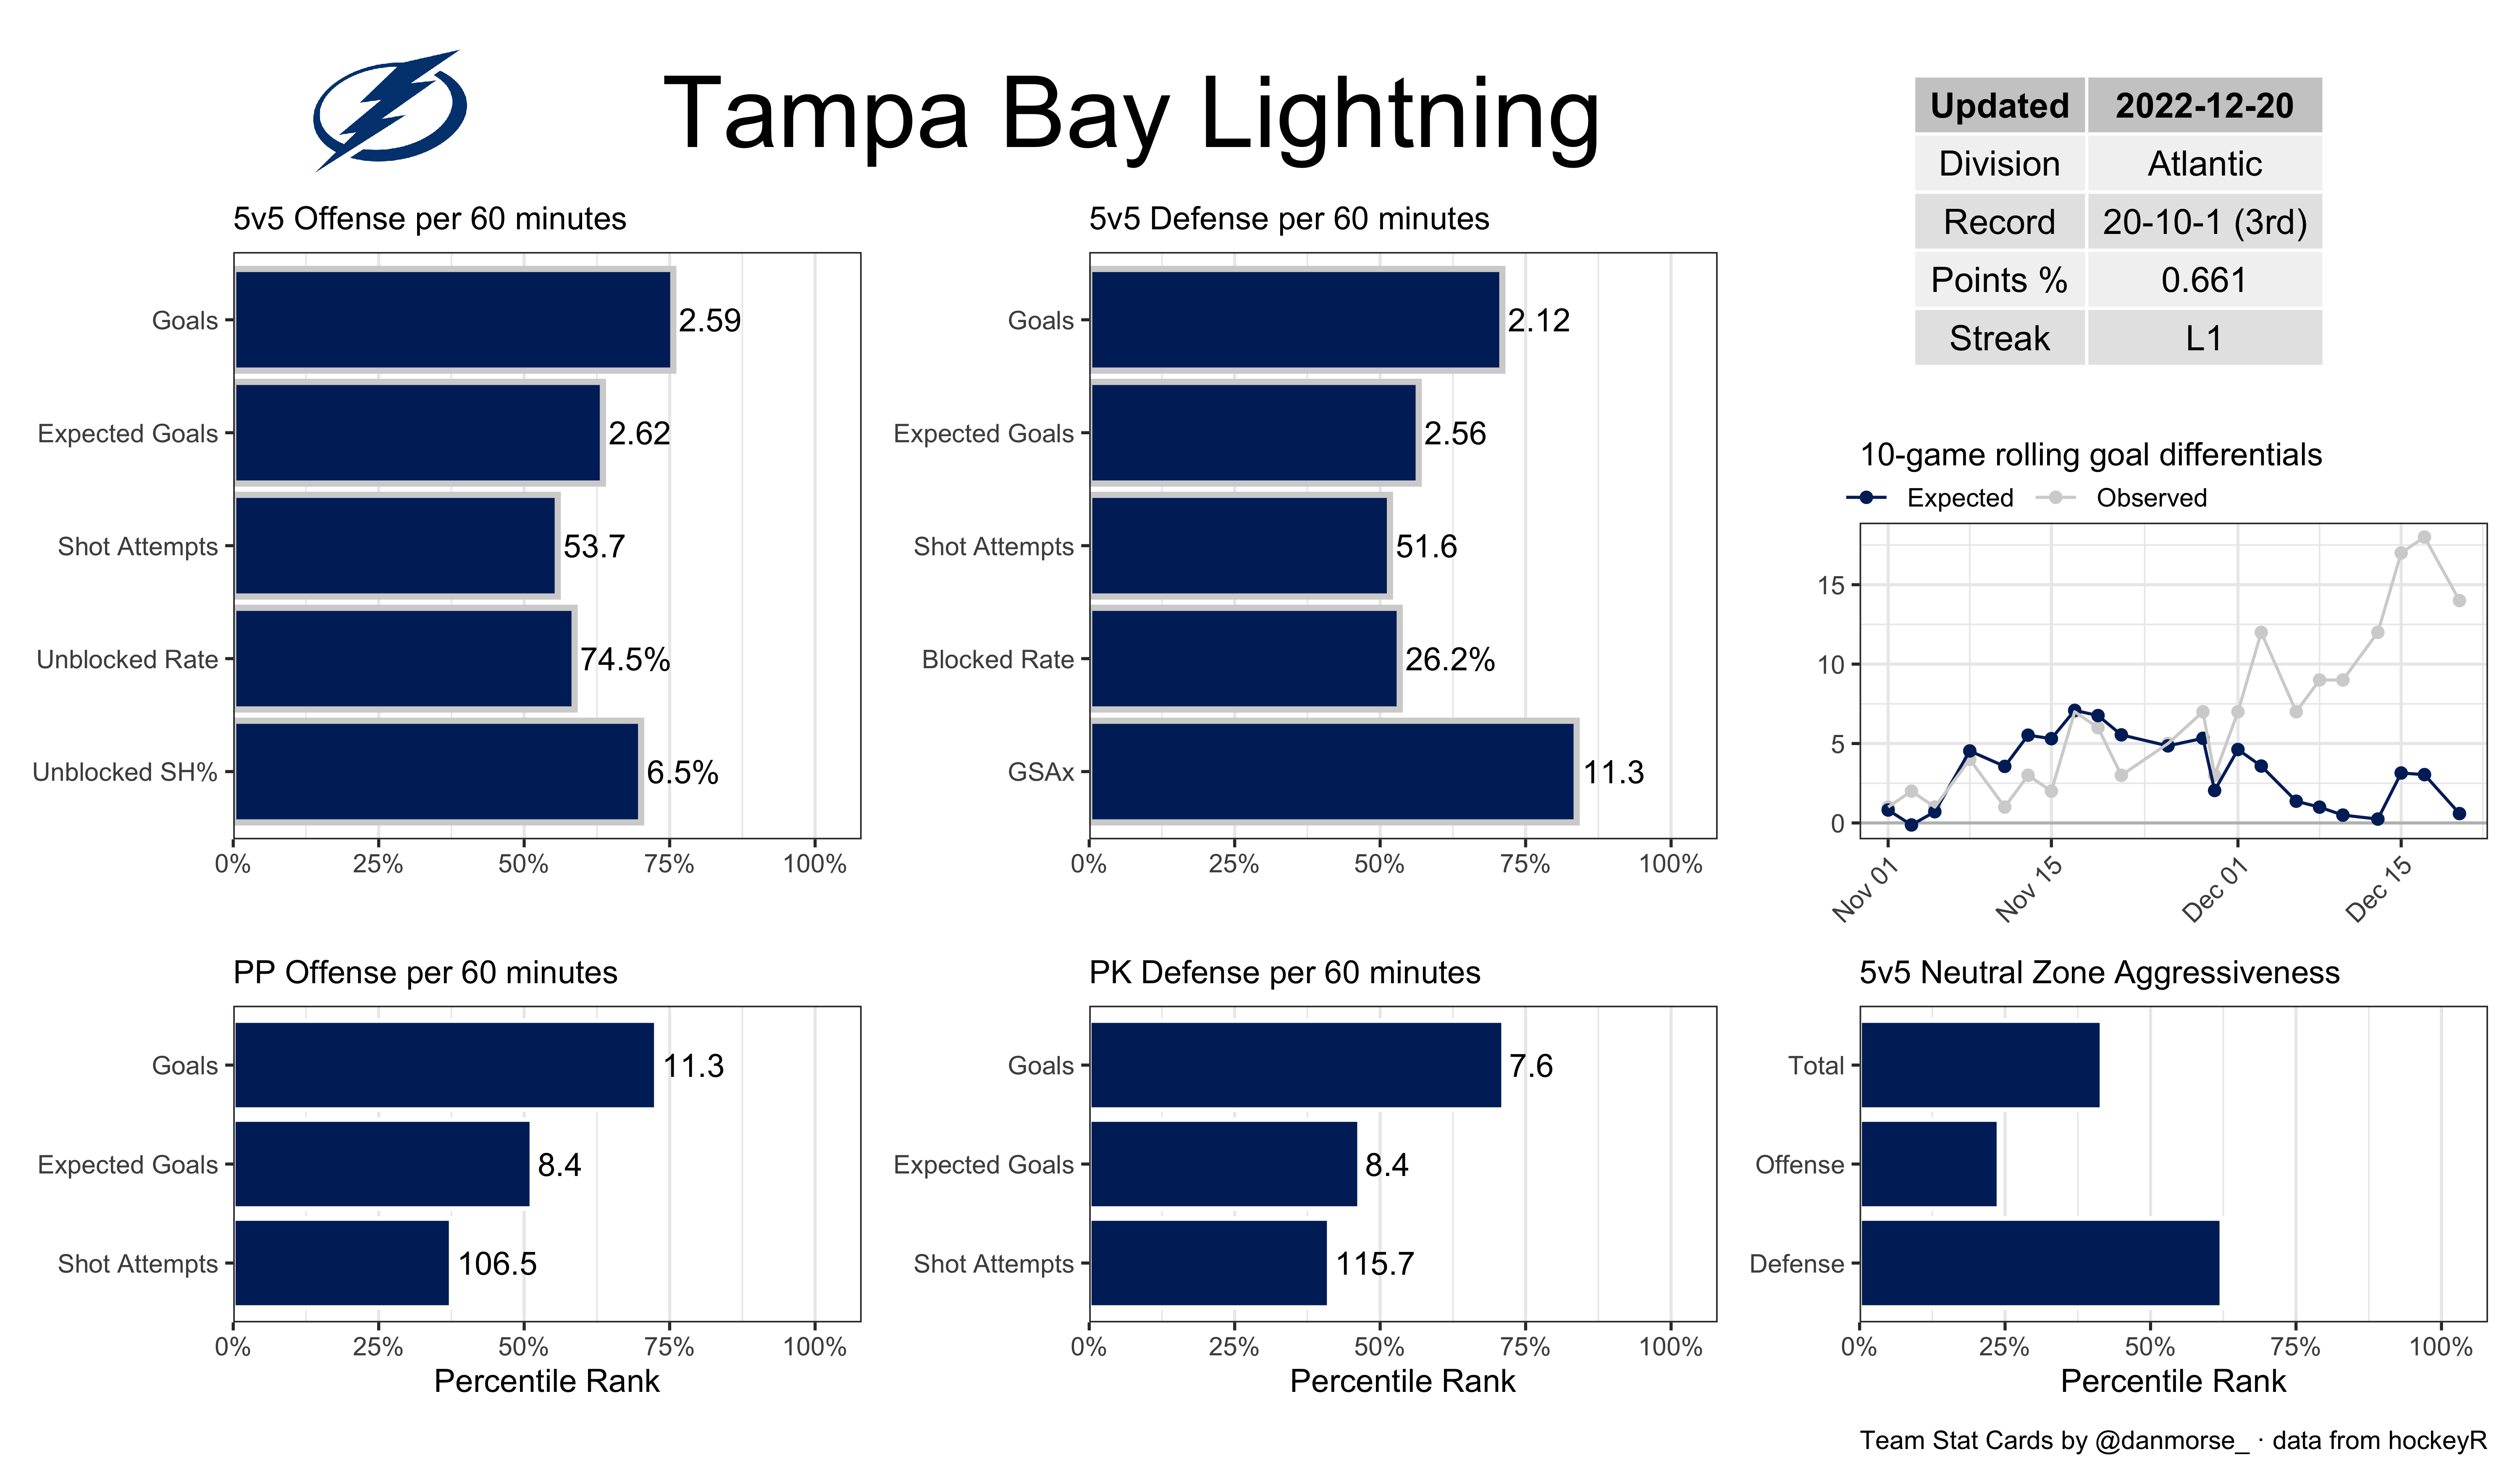 Tampa Bay Lightning
Updated 2022-12-20
Division Atlantic
Record 20-10-1 (3rd)
Points % 0.661
Streak L1
5v5 Offense per 60 minutes
Goals 2.59
Expected Goals 2.62
Shot Attempts 53.7
Unblocked Rate 74.5%
Unblocked SH% 6.5%
0% 25% 50% 75% 100%
5v5 Defense per 60 minutes
Goals 2.12
Expected Goals 2.56
Shot Attempts 51.6
Blocked Rate 26.2%
GSAx 11.3
0% 25% 50% 75% 100%
10-game rolling goal differentials
Expected Observed
15
10
5
0
Nov 01 Nov 15 Dec 01 Dec 15
PP Offense per 60 minutes
Goals 11.3
Expected Goals 8.4
Shot Attempts 106.5
0% 25% 50% 75% 100%
Percentile Rank
PK Defense per 60 minutes
Goals 7.6
Expected Goals 8.4
Shot Attempts 115.7
0% 25% 50% 75% 100%
Percentile Rank
5v5 Neutral Zone Aggressiveness
Total
Offense
Defense
0% 25% 50% 75% 100%
Percentile Rank
Team Stat Cards by @danmorse_ · data from hockeyR